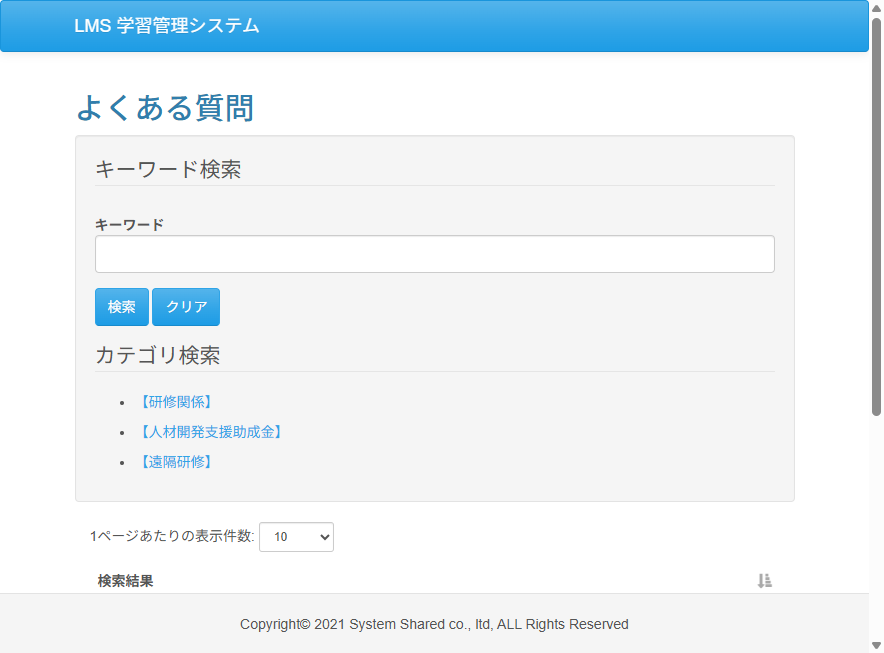 LMS 学習管理システム
よくある質問
キーワード検索
キーワード
検索 クリア
カテゴリ検索
【研修関係】
【人材開発支援助成金】
【遠隔研修】
1ページあたりの表示件数: 10
検索結果
Copyright© 2021 System Shared co., ltd, ALL Rights Reserved